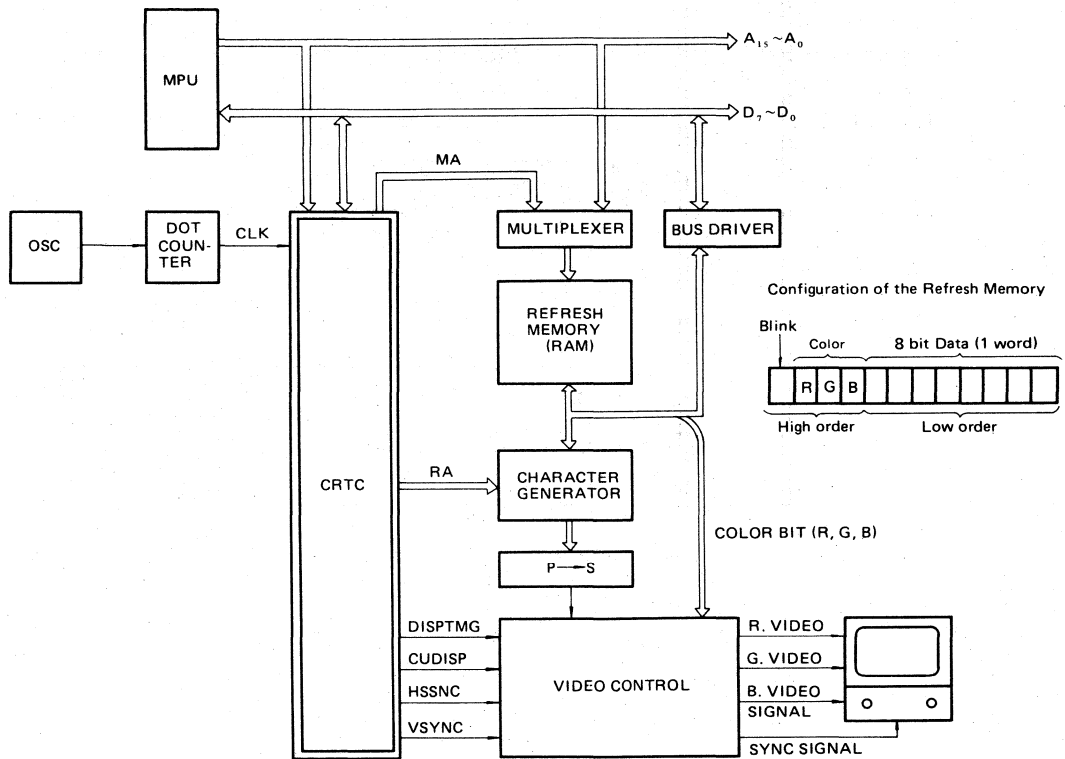 MPU
A₁₅~A₀
D₇~D₀
MA
OSC
DOT
COUN-
TER
CLK
MULTIPLEXER
BUS DRIVER
REFRESH
MEMORY
(RAM)
Configuration of the Refresh Memory
Blink
Color
8 bit Data (1 word)
R G B
High order
Low order
CRTC
RA
CHARACTER
GENERATOR
COLOR BIT (R, G, B)
P→S
DISPTMG
CUDISP
HSSNC
VSYNC
VIDEO CONTROL
R. VIDEO
G. VIDEO
B. VIDEO
SIGNAL
SYNC SIGNAL